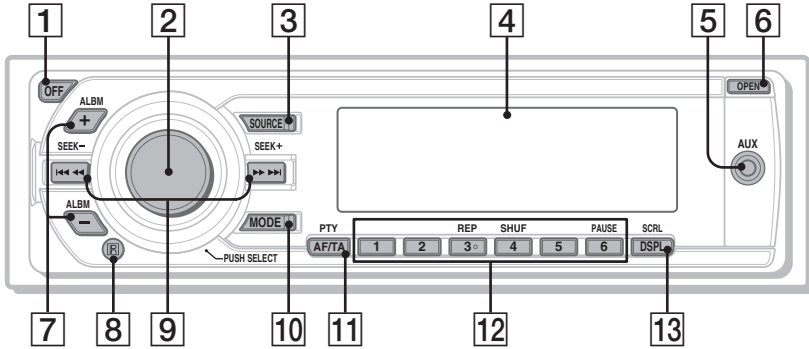 1 2 3 4 5 6
OFF
OPEN
ALBM
+
SOURCE
SEEK–
SEEK+
AUX
ALBM
–
MODE
PTY
REP
SHUF
PAUSE
SCRL
AF/TA
1 2 3 4 5 6
DSPL
R
PUSH SELECT
7 8 9 10 11 12 13